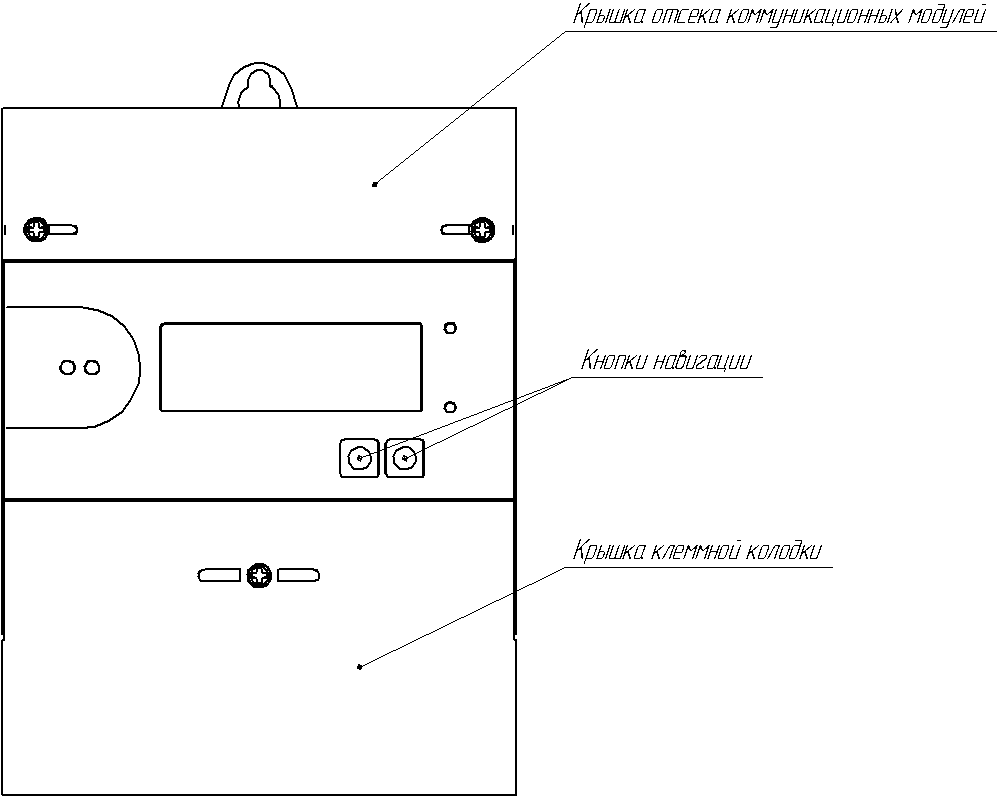 Крышка отсека коммуникационных модулей
Кнопки навигации
Крышка клеммной колодки